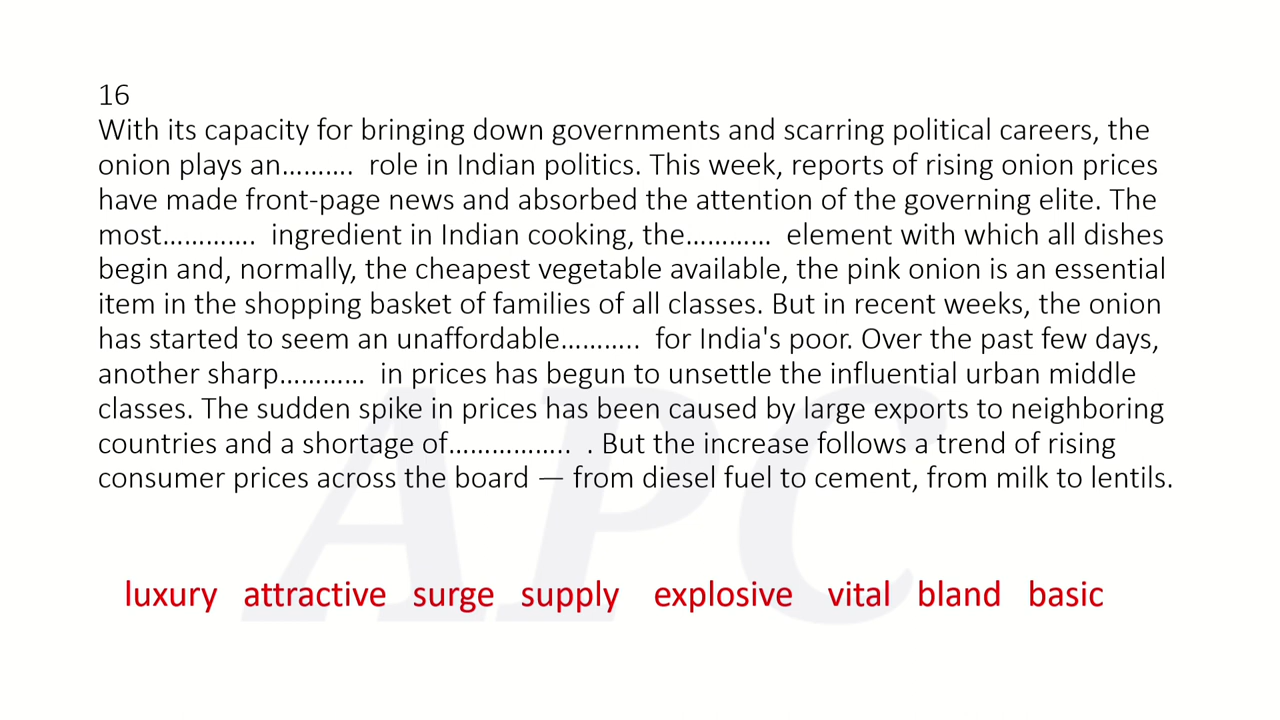 16
With its capacity for bringing down governments and scarring political careers, the
onion plays an.......... role in Indian politics. This week, reports of rising onion prices
have made front-page news and absorbed the attention of the governing elite. The
most............. ingredient in Indian cooking, the............ element with which all dishes
begin and, normally, the cheapest vegetable available, the pink onion is an essential
item in the shopping basket of families of all classes. But in recent weeks, the onion
has started to seem an unaffordable........... for India's poor. Over the past few days,
another sharp............ in prices has begun to unsettle the influential urban middle
classes. The sudden spike in prices has been caused by large exports to neighboring
countries and a shortage of................. . But the increase follows a trend of rising
consumer prices across the board — from diesel fuel to cement, from milk to lentils.
luxury attractive surge supply explosive vital bland basic
APC